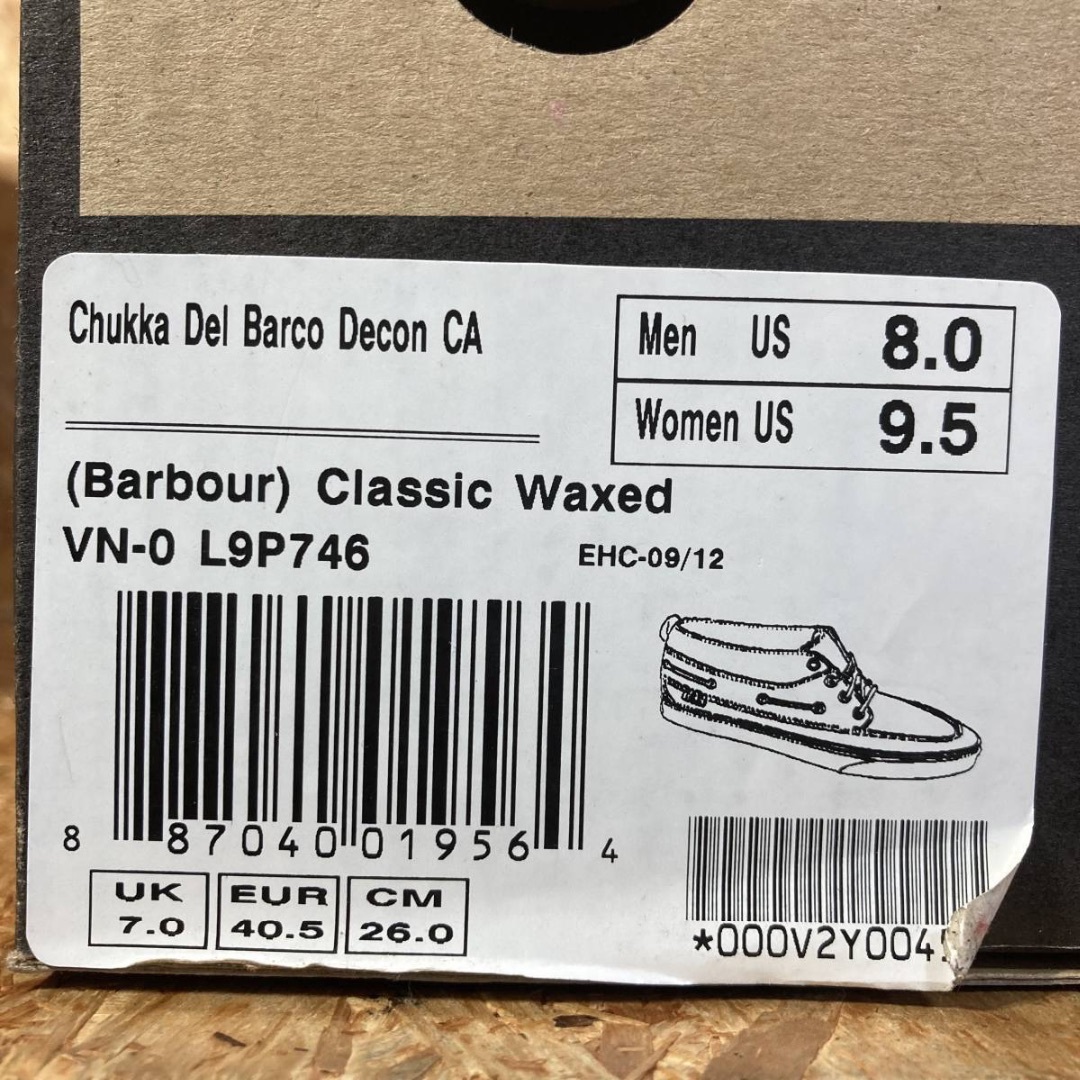 Chukka Del Barco Decon CA
Men US 8.0
Women US 9.5
(Barbour) Classic Waxed
VN-0 L9P746
EHC-09/12
8 87040 01956 4
UK
7.0
EUR
40.5
CM
26.0